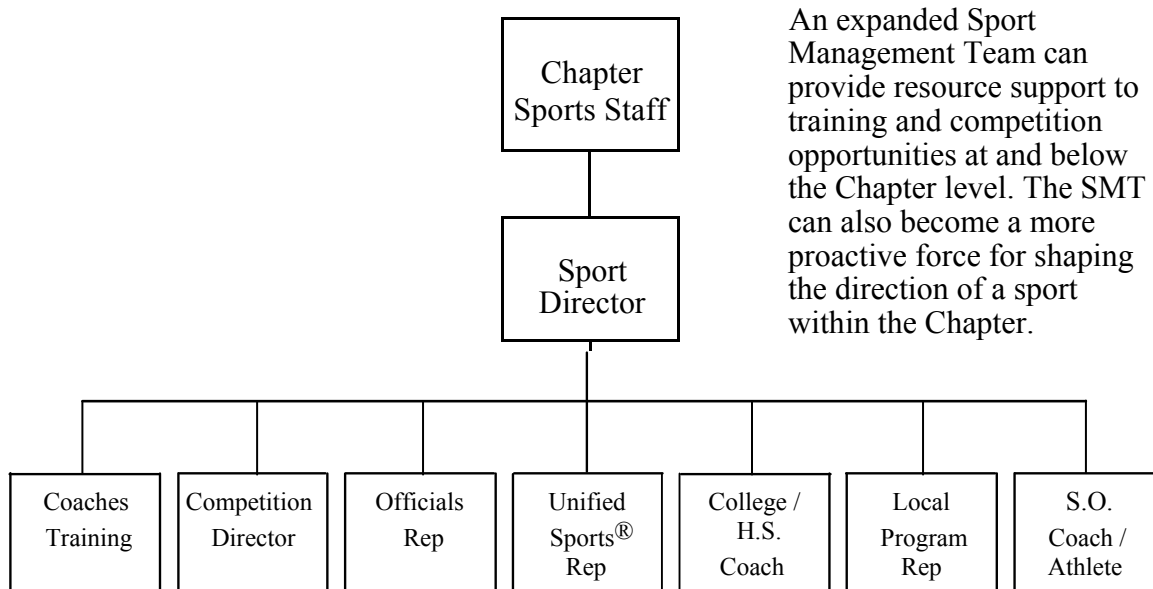 Chapter
Sports Staff
An expanded Sport
Management Team can
provide resource support to
training and competition
opportunities at and below
the Chapter level. The SMT
can also become a more
proactive force for shaping
the direction of a sport
within the Chapter.
Sport
Director
Coaches
Training
Competition
Director
Officials
Rep
Unified
Sports®
Rep
College /
H.S.
Coach
Local
Program
Rep
S.O.
Coach /
Athlete